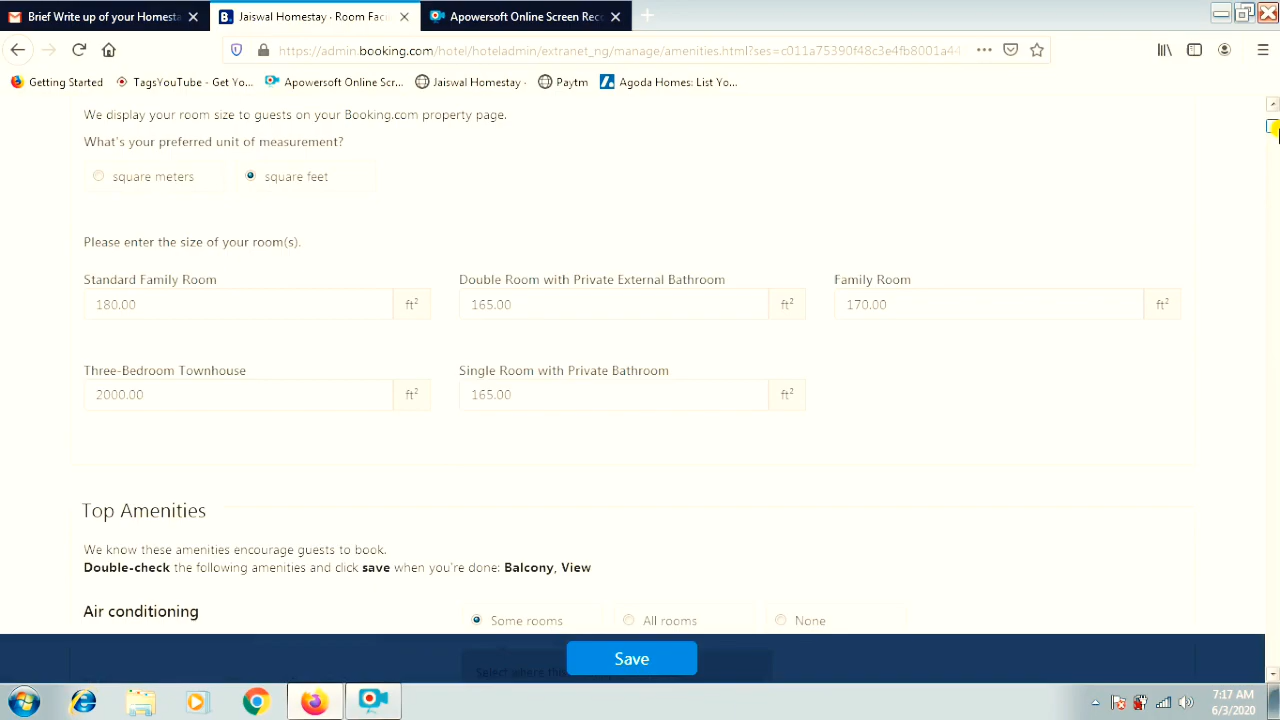 Brief Write up of your Homesta
Jaiswal Homestay · Room Fac
Apowersoft Online Screen Rec
https://admin.booking.com/hotel/hoteladmin/extranet_ng/manage/amenities.html?ses=c011a75390f48c3e4fb8001a44
Getting Started
TagsYouTube - Get Yo...
Apowersoft Online Scr...
Jaiswal Homestay ·
Paytm
Agoda Homes: List Yo...
We display your room size to guests on your Booking.com property page.
What's your preferred unit of measurement?
square meters
square feet
Please enter the size of your room(s).
Standard Family Room
Double Room with Private External Bathroom
Family Room
180.00 ft²
165.00 ft²
170.00 ft²
Three-Bedroom Townhouse
Single Room with Private Bathroom
2000.00 ft²
165.00 ft²
Top Amenities
We know these amenities encourage guests to book.
Double-check the following amenities and click save when you're done: Balcony, View
Air conditioning
Some rooms
All rooms
None
Select where
Save
7:17 AM
6/3/2020